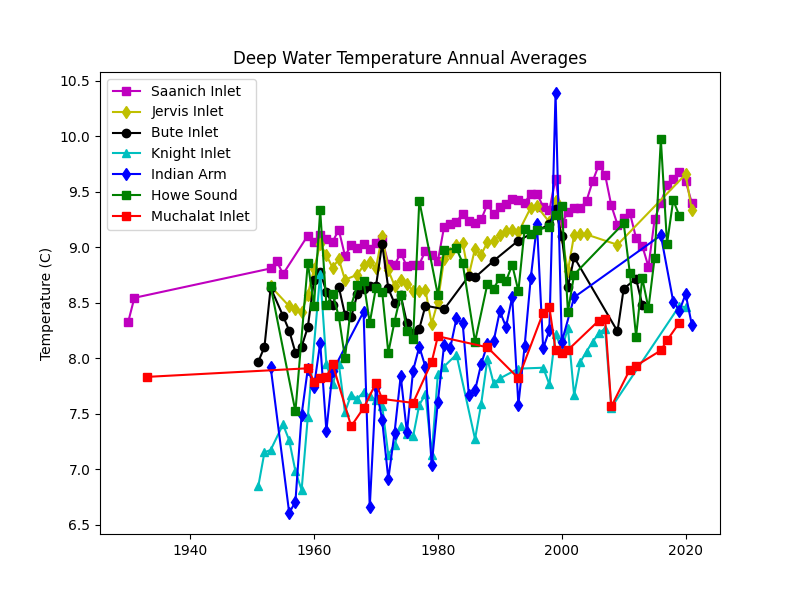 Deep Water Temperature Annual Averages
10.5
10.0
9.5
9.0
8.5
8.0
7.5
7.0
6.5
Temperature (C)
Saanich Inlet
Jervis Inlet
Bute Inlet
Knight Inlet
Indian Arm
Howe Sound
Muchalat Inlet
1940 1960 1980 2000 2020